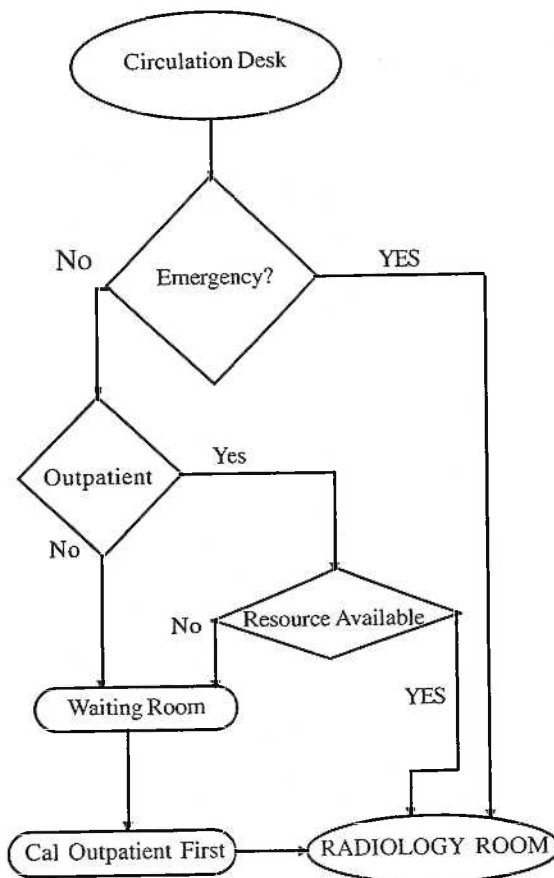 Circulation Desk
No
Emergency?
YES
Outpatient
Yes
No
No
Resource Available
Waiting Room
YES
Cal Outpatient First
RADIOLOGY ROOM